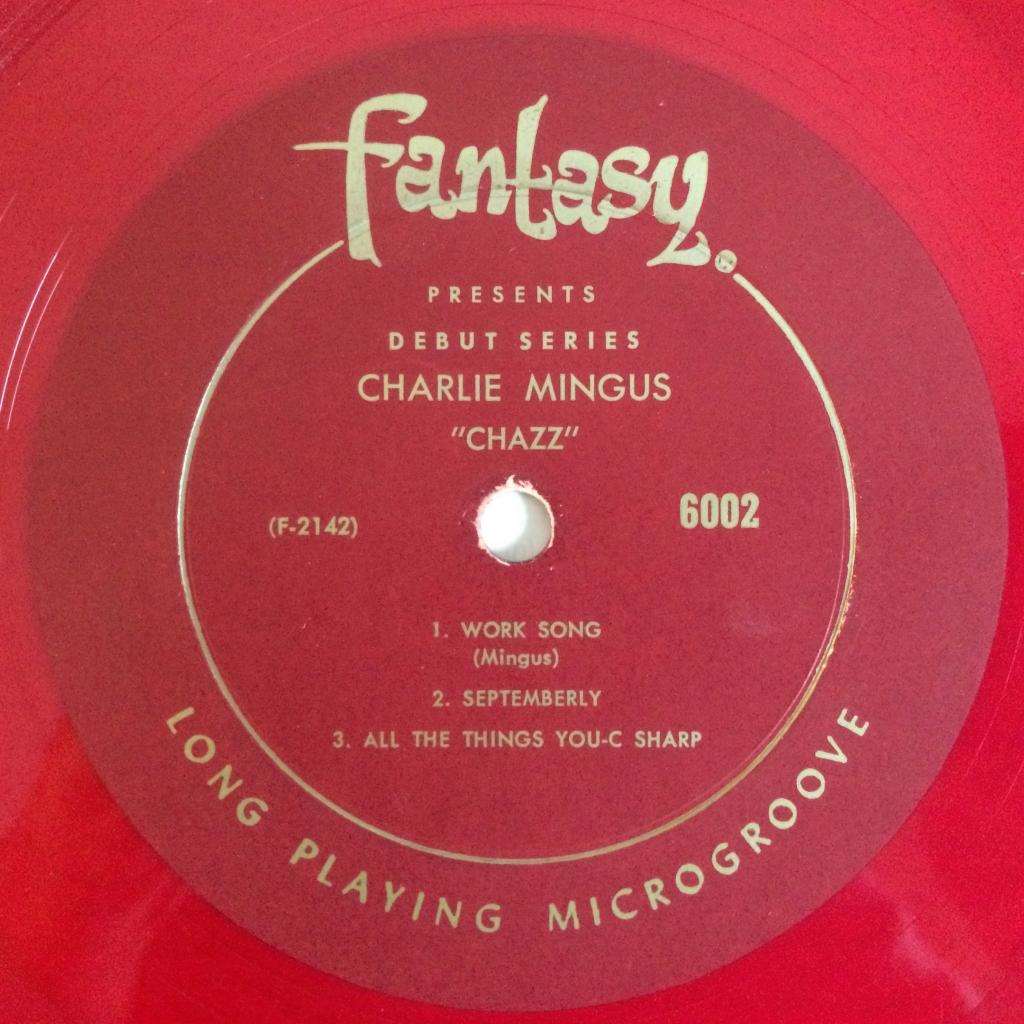 fantasy.
PRESENTS
DEBUT SERIES
CHARLIE MINGUS
"CHAZZ"
(F-2142)
6002
1. WORK SONG
(Mingus)
2. SEPTEMBERLY
3. ALL THE THINGS YOU-C SHARP
LONG PLAYING MICROGROOVE